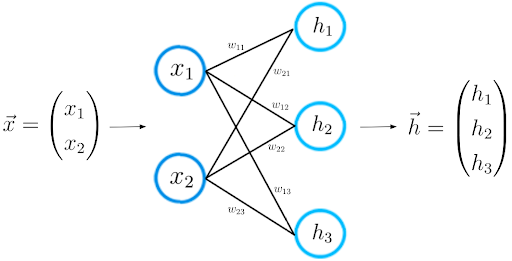 x⃗ = (x₁ x₂)
x₁
x₂
w₁₁
w₂₁
w₁₂
w₂₂
w₁₃
w₂₃
h₁
h₂
h₃
h⃗ = (h₁ h₂ h₃)